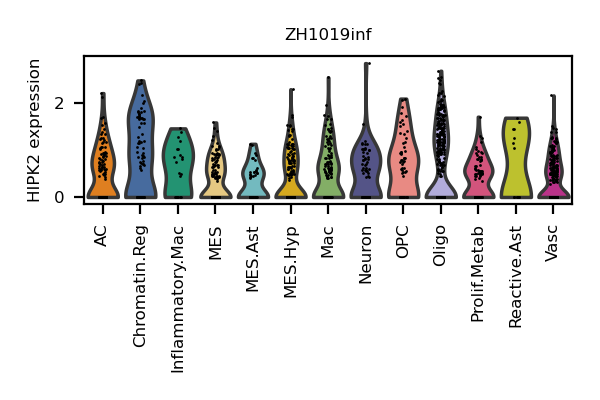 ZH1019inf
HIPK2 expression
2
0
AC
Chromatin.Reg
Inflammatory.Mac
MES
MES.Ast
MES.Hyp
Mac
Neuron
OPC
Oligo
Prolif.Metab
Reactive.Ast
Vasc